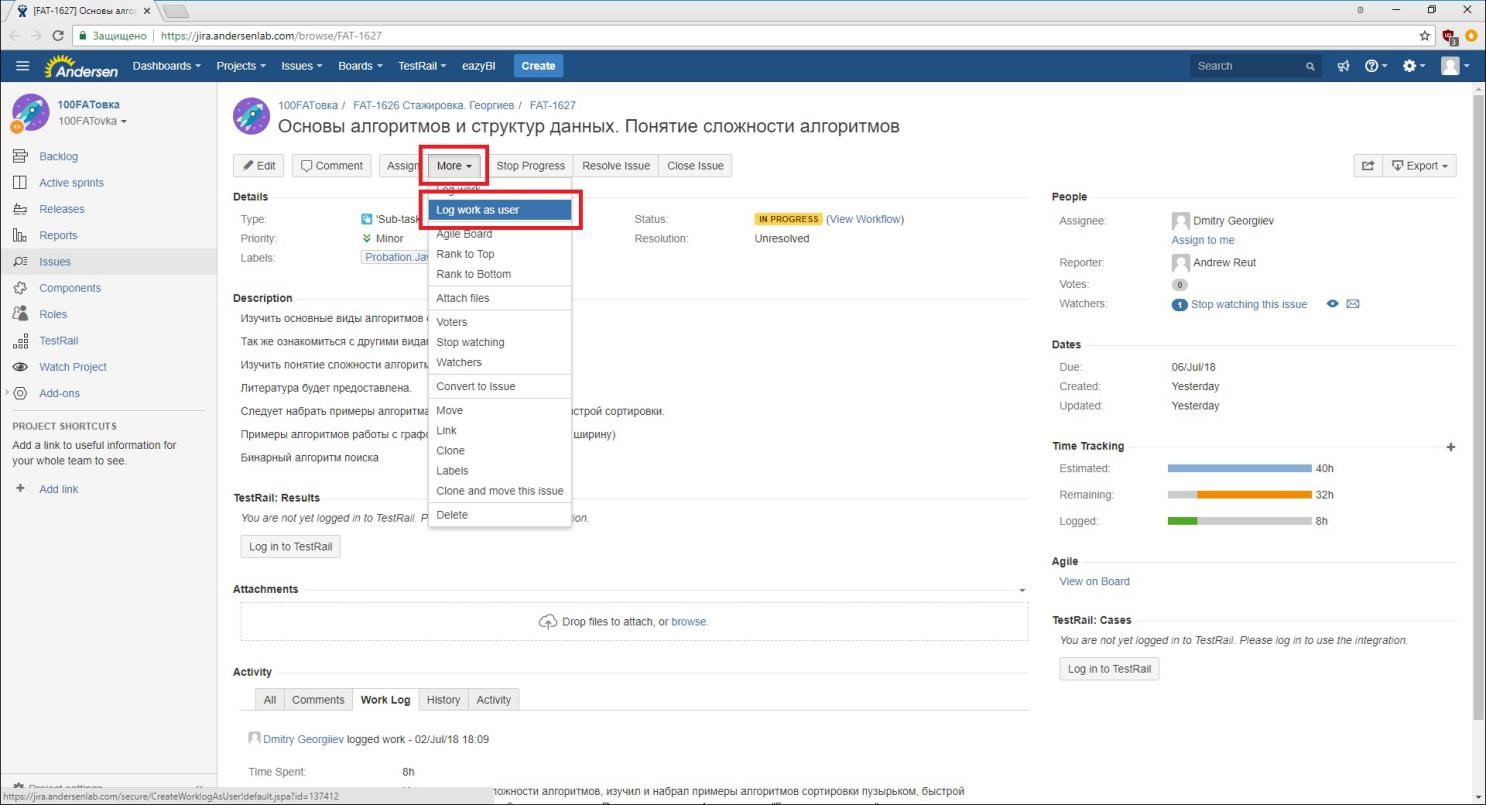 [FAT-1627] Основы алго
Защищено https://jira.andersenlab.com/browse/FAT-1627
Andersen Dashboards Projects Issues Boards TestRail eazyBI Create Search
100FATовка
100FATovka
Backlog
Active sprints
Releases
Reports
Issues
Components
Roles
TestRail
Watch Project
Add-ons
PROJECT SHORTCUTS
Add a link to useful information for
your whole team to see.
Add link
100FATовка / FAT-1626 Стажировка. Георгиев / FAT-1627
Основы алгоритмов и структур данных. Понятие сложности алгоритмов
Edit Comment Assign More Stop Progress Resolve Issue Close Issue Export
Log work
Log work as user
Agile Board
Rank to Top
Rank to Bottom
Attach files
Voters
Stop watching
Watchers
Convert to Issue
Move
Link
Clone
Labels
Clone and move this issue
Delete
Details
Type: 'Sub-task
Priority: Minor
Labels: Probation.Jav
Status: IN PROGRESS (View Workflow)
Resolution: Unresolved
Description
Изучить основные виды алгоритмов
Так же ознакомиться с другими
Изучить понятие сложности
Литература будет предоставлена.
Следует набрать примеры сортировки.
Примеры алгоритмов работы с ширину)
Бинарный алгоритм поиска
TestRail: Results
You are not yet logged in to TestRail.
Log in to TestRail
Attachments
Drop files to attach, or browse.
Activity
All Comments Work Log History Activity
Dmitry Georgiiev logged work - 02/Jul/18 18:09
Time Spent: 8h
алгоритмов, изучил и набрал примеры алгоритмов сортировки пузырьком, быстрой
People
Assignee: Dmitry Georgiiev
Assign to me
Reporter: Andrew Reut
Votes: 0
Watchers: 1 Stop watching this issue
Dates
Due: 06/Jul/18
Created: Yesterday
Updated: Yesterday
Time Tracking
Estimated: 40h
Remaining: 32h
Logged: 8h
Agile
View on Board
TestRail: Cases
You are not yet logged in to TestRail. Please log in to use the integration.
Log in to TestRail
Project settings
https://jira.andersenlab.com/secure/CreateWorklogAsUser!default.jspa?id=137412